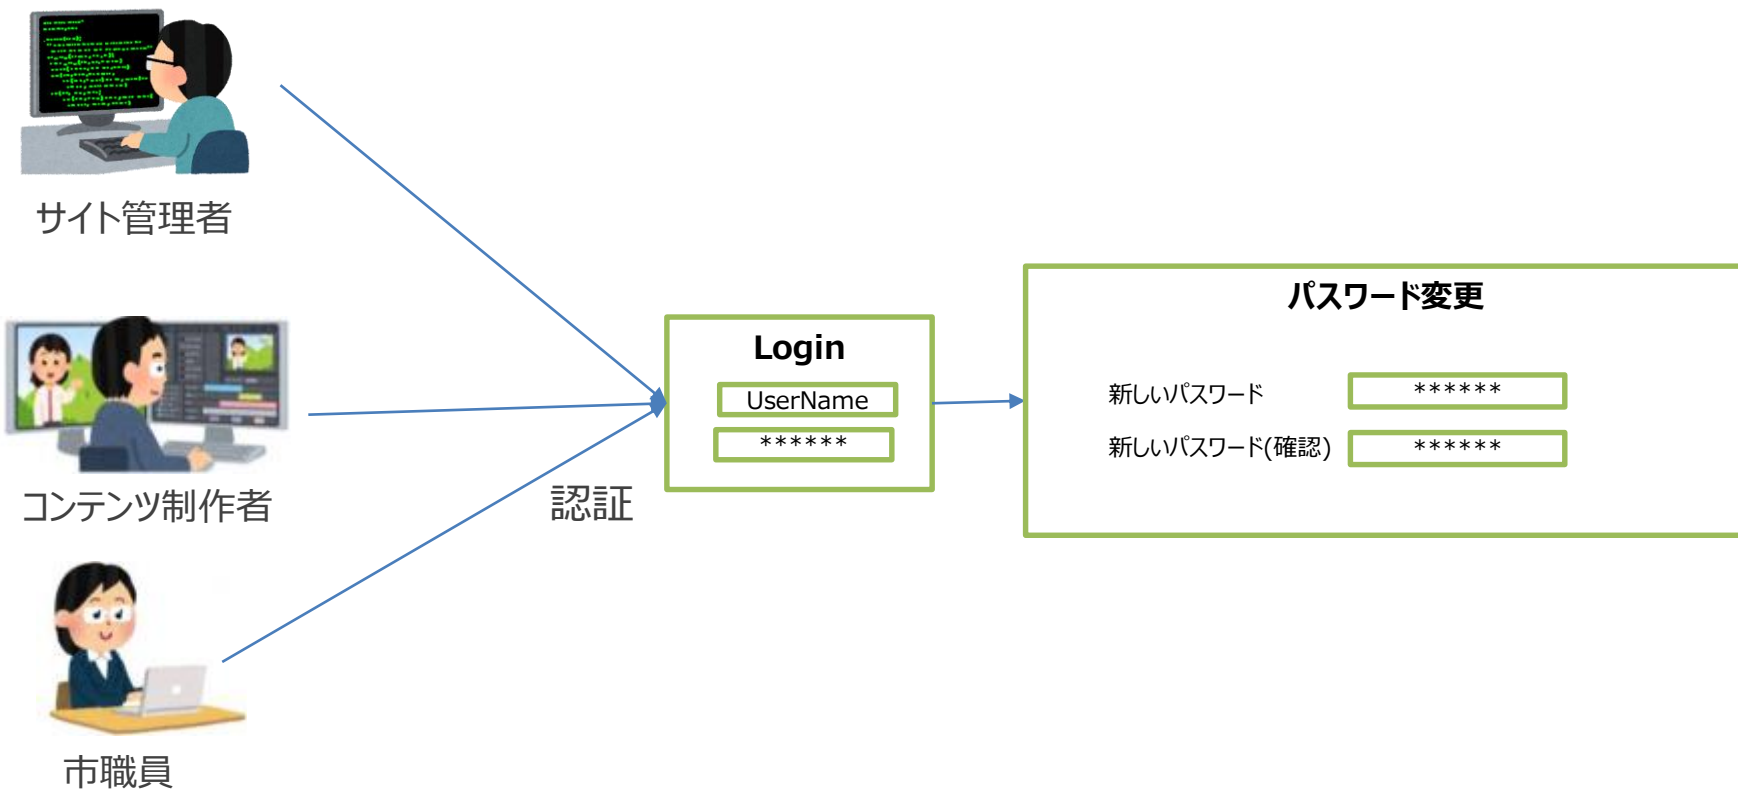 サイト管理者
コンテンツ制作者
市職員
認証
Login
UserName
******
パスワード変更
新しいパスワード
******
新しいパスワード(確認)
******